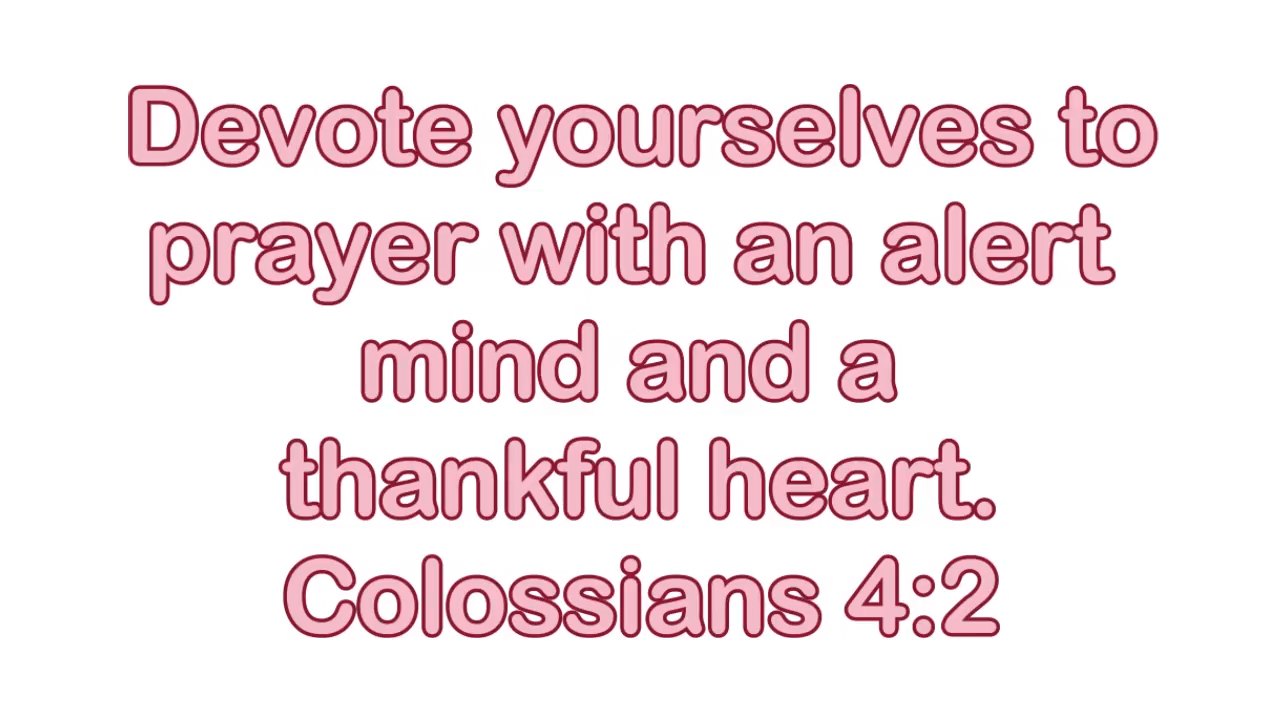 Devote yourselves to
prayer with an alert
mind and a
thankful heart.
Colossians 4:2